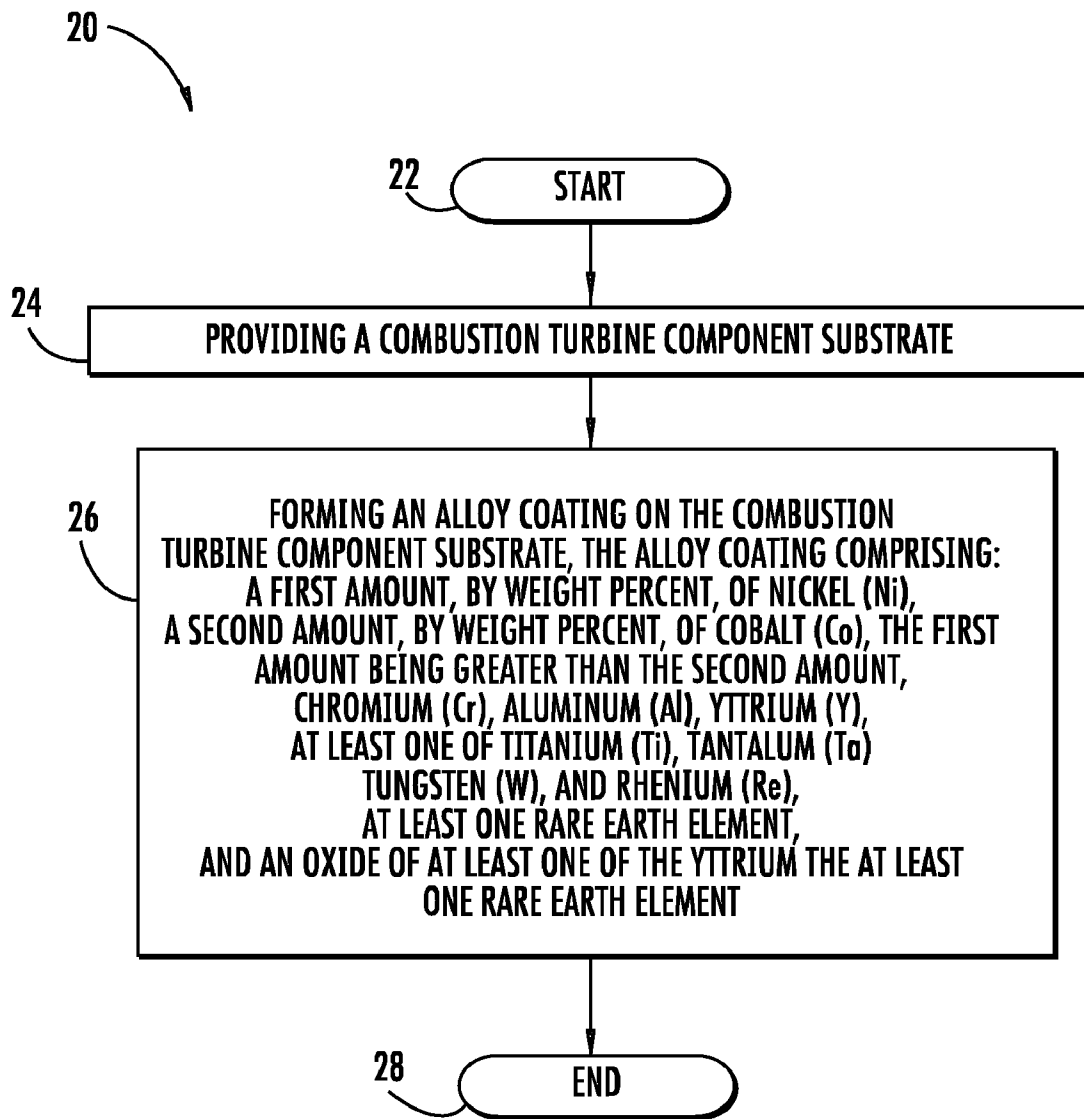 20
22
START
24
PROVIDING A COMBUSTION TURBINE COMPONENT SUBSTRATE
26
FORMING AN ALLOY COATING ON THE COMBUSTION
TURBINE COMPONENT SUBSTRATE, THE ALLOY COATING COMPRISING:
A FIRST AMOUNT, BY WEIGHT PERCENT, OF NICKEL (Ni),
A SECOND AMOUNT, BY WEIGHT PERCENT, OF COBALT (Co), THE FIRST
AMOUNT BEING GREATER THAN THE SECOND AMOUNT,
CHROMIUM (Cr), ALUMINUM (Al), YTTRIUM (Y),
AT LEAST ONE OF TITANIUM (Ti), TANTALUM (Ta)
TUNGSTEN (W), AND RHENIUM (Re),
AT LEAST ONE RARE EARTH ELEMENT,
AND AN OXIDE OF AT LEAST ONE OF THE YTTRIUM THE AT LEAST
ONE RARE EARTH ELEMENT
28
END